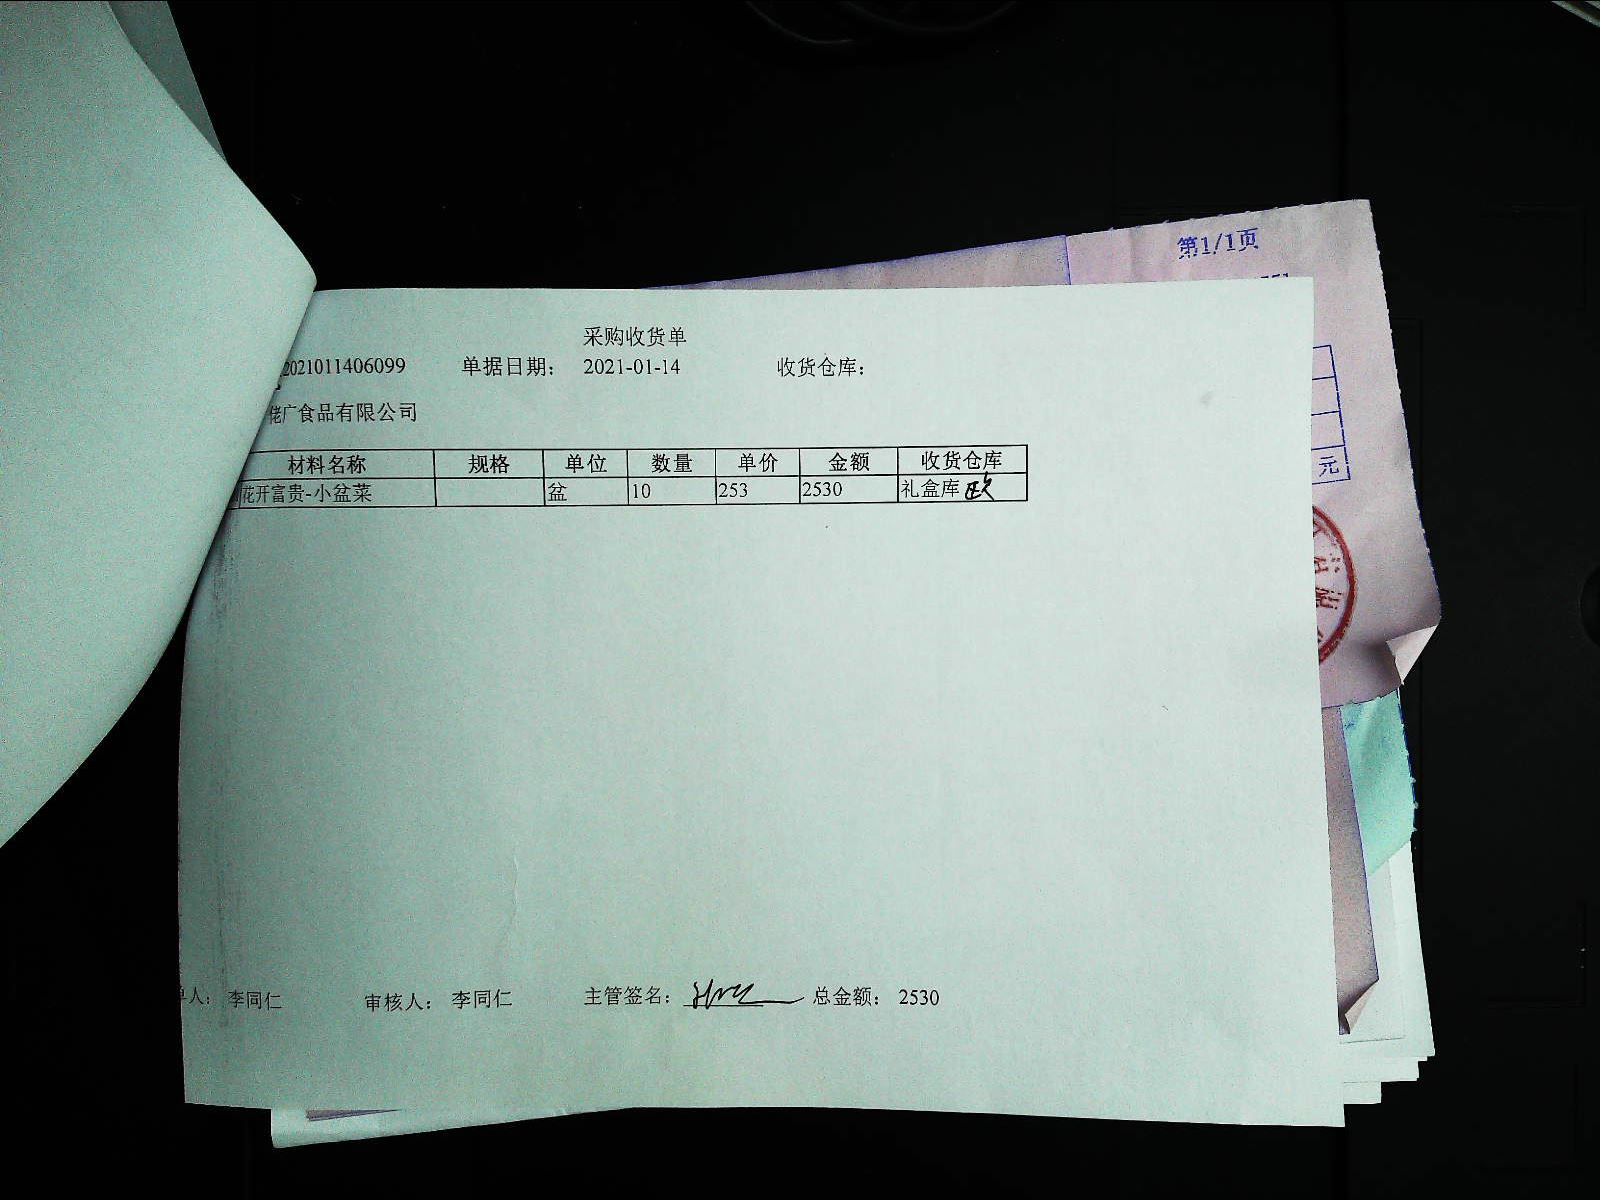 第1/1页
采购收货单
2021011406099 单据日期： 2021-01-14 收货仓库：
佬广食品有限公司
材料名称 规格 单位 数量 单价 金额 收货仓库
花开富贵-小盆菜 盆 10 253 2530 礼盒库
元
单人： 李同仁 审核人： 李同仁 主管签名： 总金额： 2530